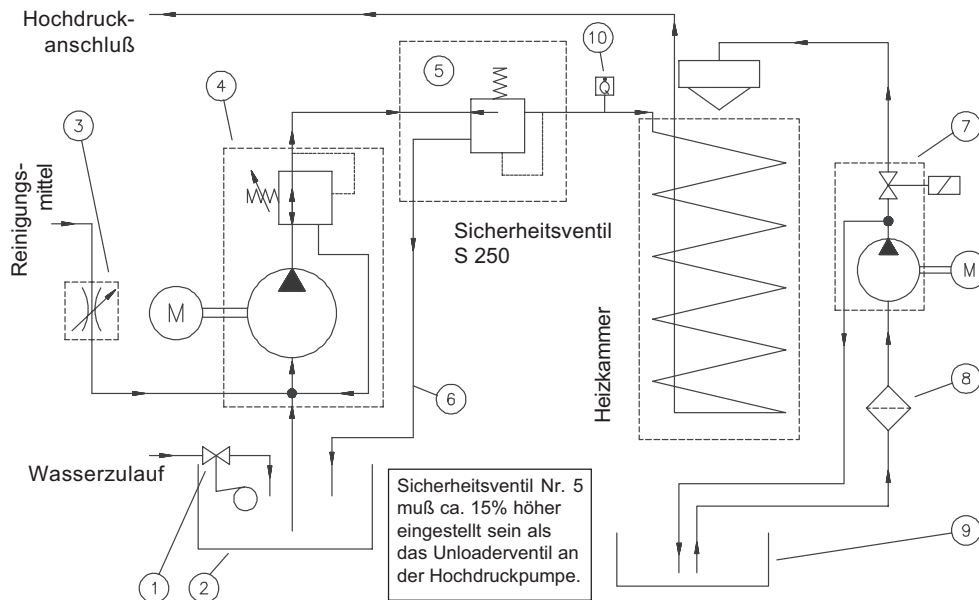 Hochdruck-
anschluß
10
5
4
3
7
Reinigungs-
mittel
Q
Sicherheitsventil
S 250
M
M
Heizkammer
6
8
Wasserzulauf
Sicherheitsventil Nr. 5
muß ca. 15% höher
eingestellt sein als
das Unloaderventil an
der Hochdruckpumpe.
9
1
2